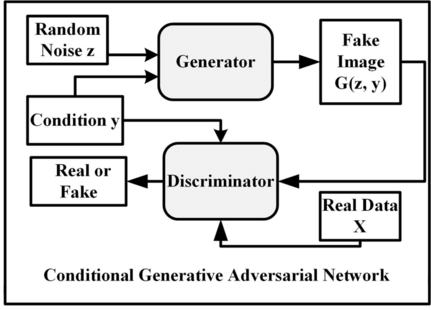 Random
Noise z
Generator
Fake
Image
G(z, y)
Condition y
Real or
Fake
Discriminator
Real Data
X
Conditional Generative Adversarial Network